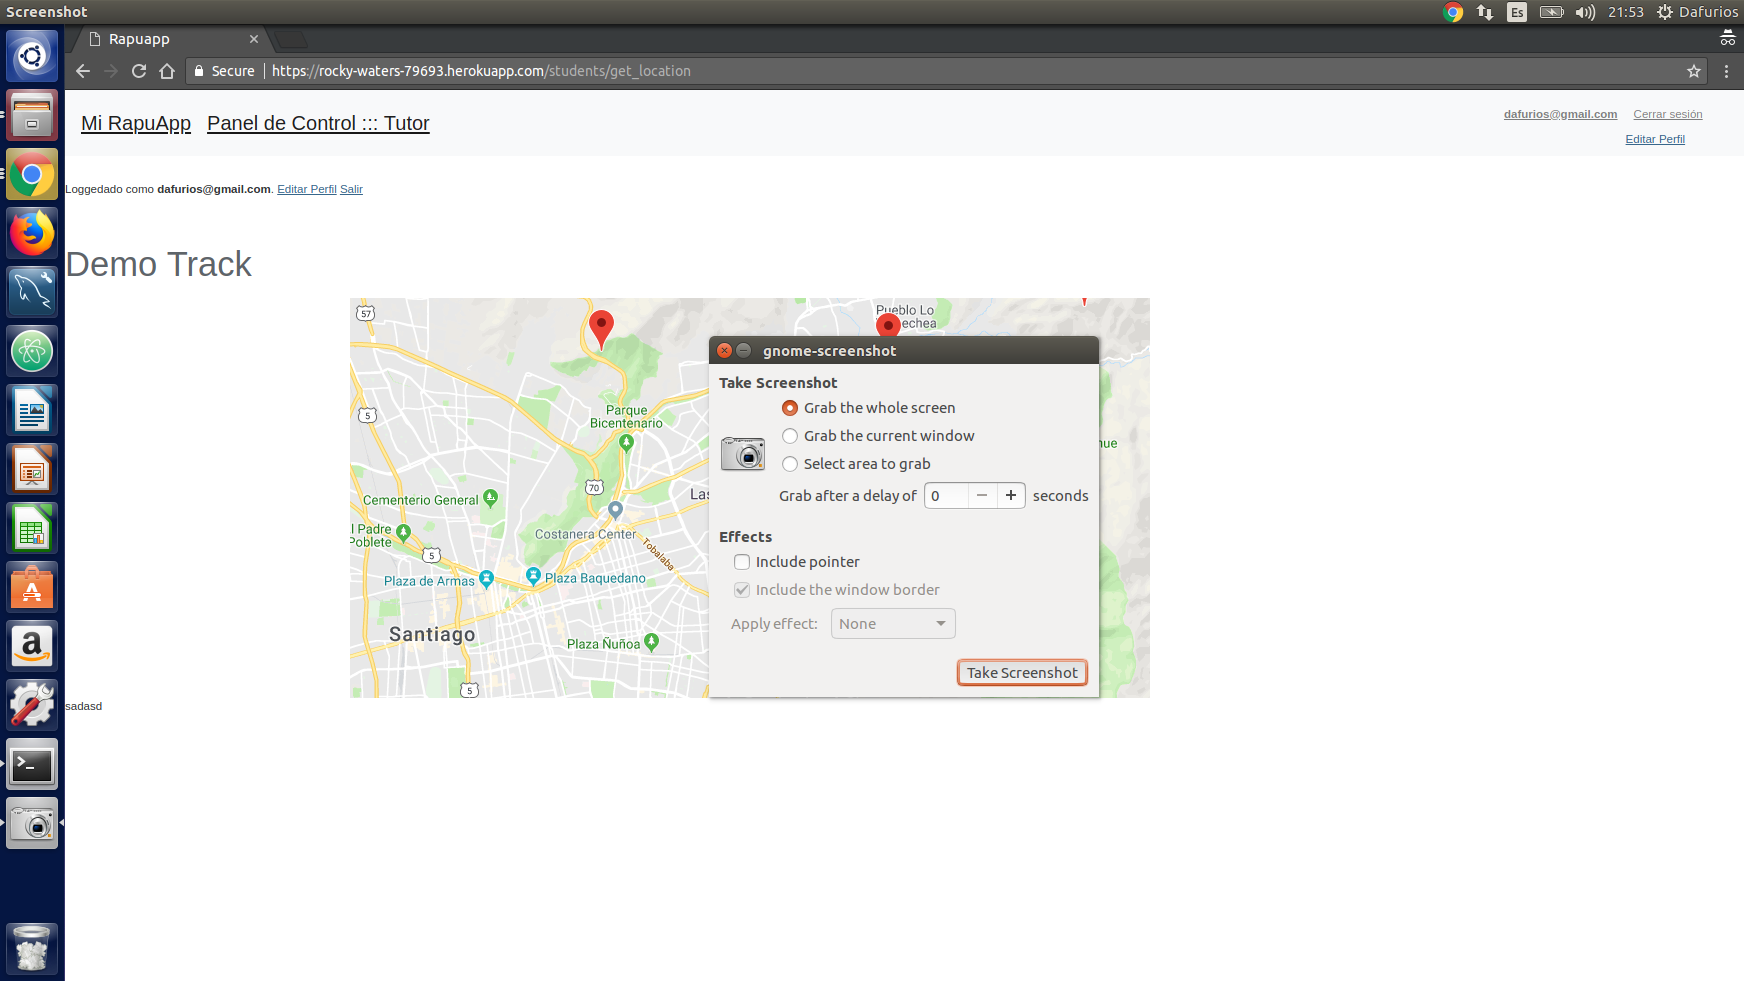 Screenshot
Es
21:53
Dafurios
Rapuapp
Secure
https://rocky-waters-79693.herokuapp.com/students/get_location
Mi RapuApp
Panel de Control ::: Tutor
dafurios@gmail.com
Cerrar sesión
Editar Perfil
Loggedado como dafurios@gmail.com. Editar Perfil Salir
Demo Track
57
Pueblo Lo
echea
5
Parque
Bicentenario
70
Cementerio General
Las
l Padre
Poblete
5
Costanera Center
Tobalaba
Plaza de Armas
Plaza Baquedano
Santiago
Plaza Ñuñoa
5
nue
gnome-screenshot
Take Screenshot
Grab the whole screen
Grab the current window
Select area to grab
Grab after a delay of 0 − + seconds
Effects
Include pointer
Include the window border
Apply effect: None
Take Screenshot
sadasd